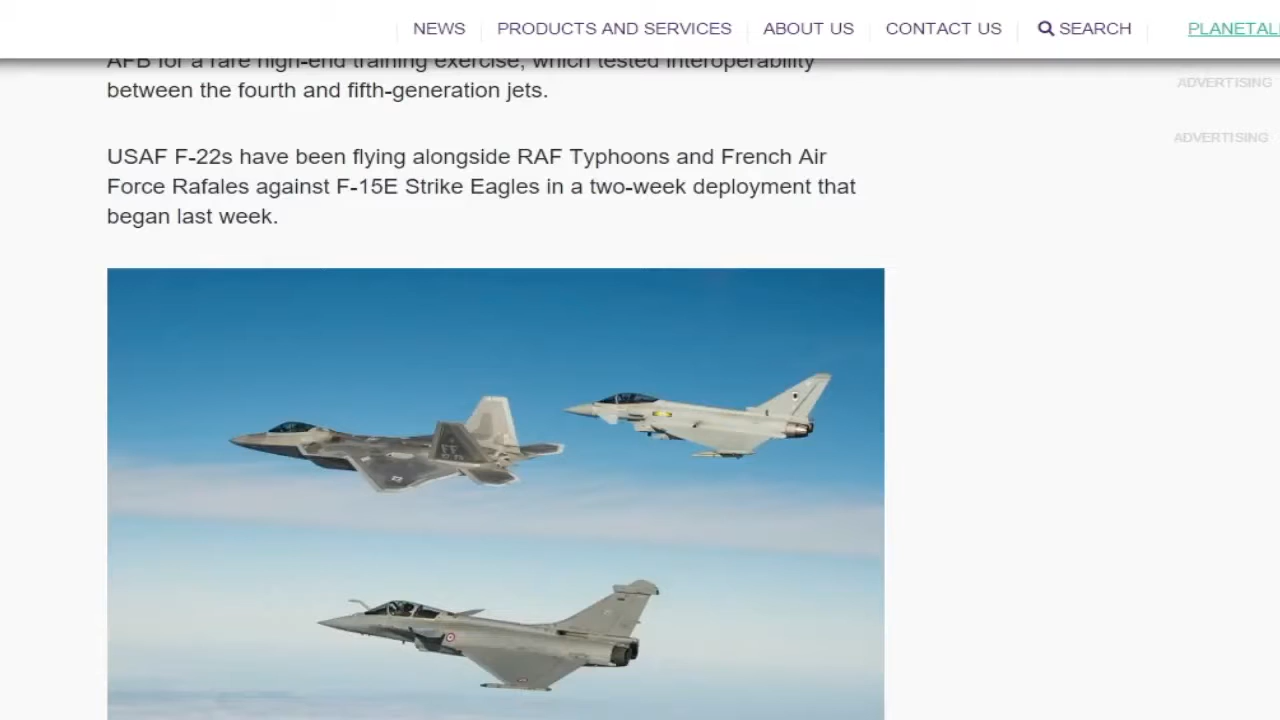 NEWS PRODUCTS AND SERVICES ABOUT US CONTACT US SEARCH PLANETAL
AFB for a rare high-end training exercise, which tested interoperability
ADVERTISING
between the fourth and fifth-generation jets.
ADVERTISING
USAF F-22s have been flying alongside RAF Typhoons and French Air
Force Rafales against F-15E Strike Eagles in a two-week deployment that
began last week.
FF